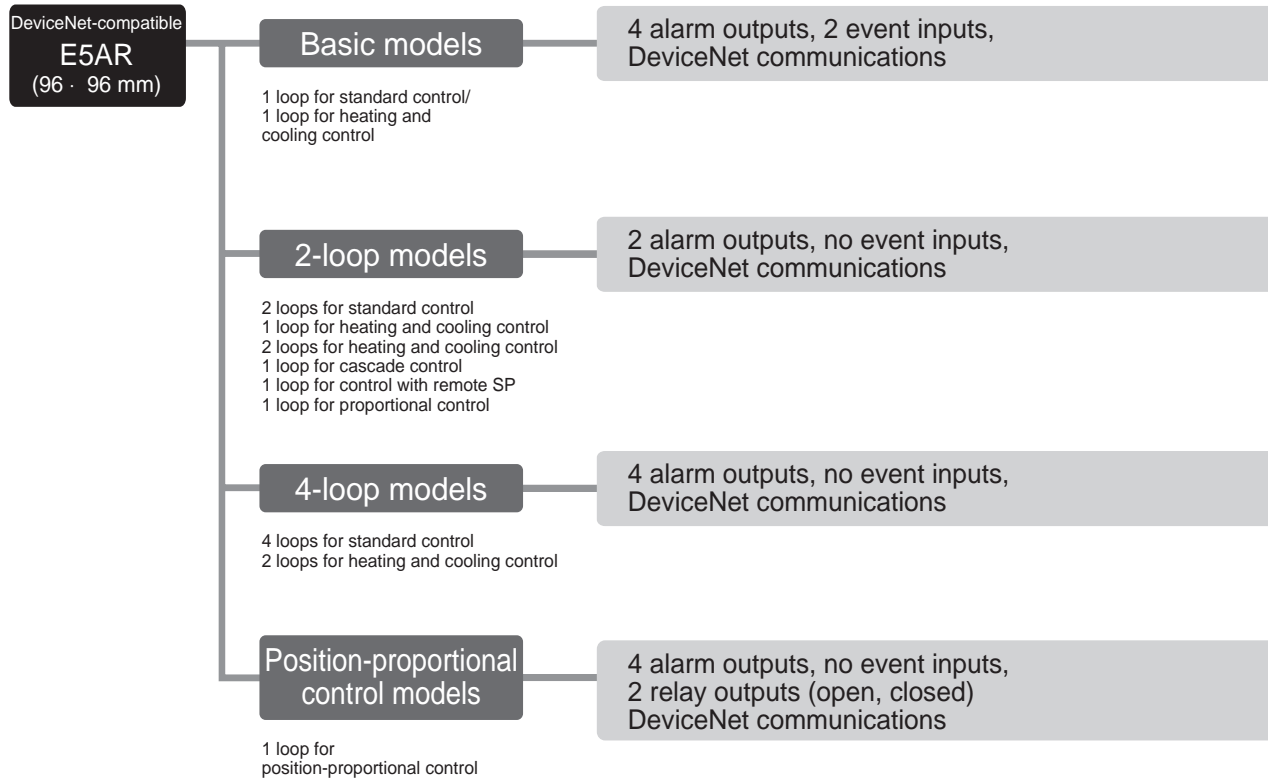 DeviceNet-compatible
E5AR
(96 · 96 mm)
Basic models
4 alarm outputs, 2 event inputs,
DeviceNet communications
1 loop for standard control/
1 loop for heating and
cooling control
2-loop models
2 alarm outputs, no event inputs,
DeviceNet communications
2 loops for standard control
1 loop for heating and cooling control
2 loops for heating and cooling control
1 loop for cascade control
1 loop for control with remote SP
1 loop for proportional control
4-loop models
4 alarm outputs, no event inputs,
DeviceNet communications
4 loops for standard control
2 loops for heating and cooling control
Position-proportional
control models
4 alarm outputs, no event inputs,
2 relay outputs (open, closed)
DeviceNet communications
1 loop for
position-proportional control